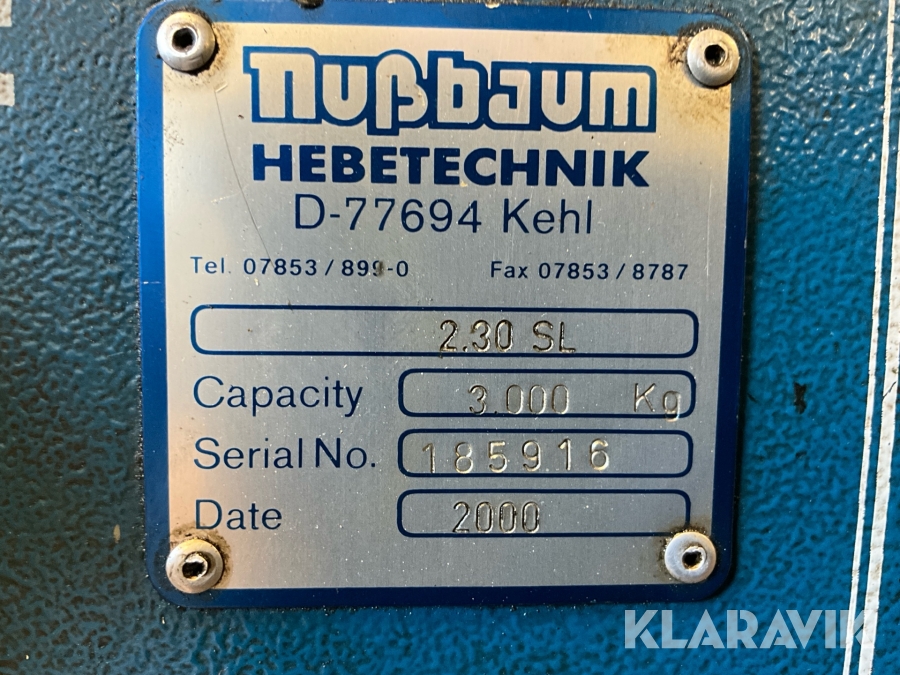 Nußbaum
HEBETECHNIK
D-77694 Kehl
Tel. 07853/899-0 Fax 07853/8787
2.30 SL
Capacity 3.000 Kg
Serial No. 185916
Date 2000
KLARAVIK